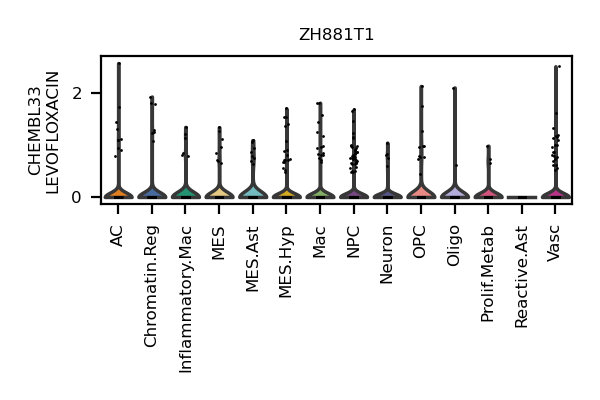 ZH881T1
CHEMBL33
LEVOFLOXACIN
2
0
AC
Chromatin.Reg
Inflammatory.Mac
MES
MES.Ast
MES.Hyp
Mac
NPC
Neuron
OPC
Oligo
Prolif.Metab
Reactive.Ast
Vasc